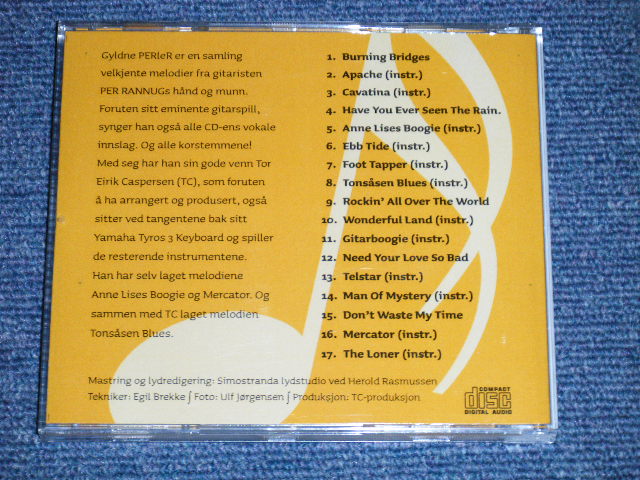 Gyldne PERleR er en samling
velkjente melodier fra gitaristen
PER RANNUGs hånd og munn.
Foruten sitt eminente gitarspill,
synger han også alle CD-ens vokale
innslag. Og alle korstemmene!
Med seg har han sin gode venn Tor
Eirik Caspersen (TC), som foruten
å ha arrangert og produsert, også
sitter ved tangentene bak sitt
Yamaha Tyros 3 Keyboard og spiller
de resterende instrumentene.
Han har selv laget melodiene
Anne Lises Boogie og Mercator. Og
sammen med TC laget melodien
Tonsåsen Blues.
1. Burning Bridges
2. Apache (instr.)
3. Cavatina (instr.)
4. Have You Ever Seen The Rain.
5. Anne Lises Boogie (instr.)
6. Ebb Tide (instr.)
7. Foot Tapper (instr.)
8. Tonsåsen Blues (instr.)
9. Rockin' All Over The World
10. Wonderful Land (instr.)
11. Gitarboogie (instr.)
12. Need Your Love So Bad
13. Telstar (instr.)
14. Man Of Mystery (instr.)
15. Don't Waste My Time
16. Mercator (instr.)
17. The Loner (instr.)
Mastring og lydredigering: Simostranda lydstudio ved Herold Rasmussen
Tekniker: Egil Brekke ∫ Foto: Ulf Jørgensen ∫ Produksjon: TC-produksjon
COMPACT
disc
DIGITAL AUDIO